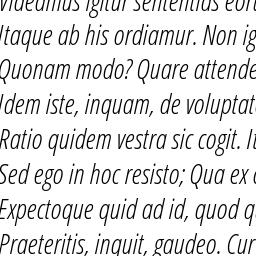 Videamus igitur sententias eoru
Itaque ab his ordiamur. Non ig
Quonam modo? Quare attende
Idem iste, inquam, de voluptat
Ratio quidem vestra sic cogit. It
Sed ego in hoc resisto; Qua ex c
Expectoque quid ad id, quod q
Praeteritis, inquit, gaudeo. Cur